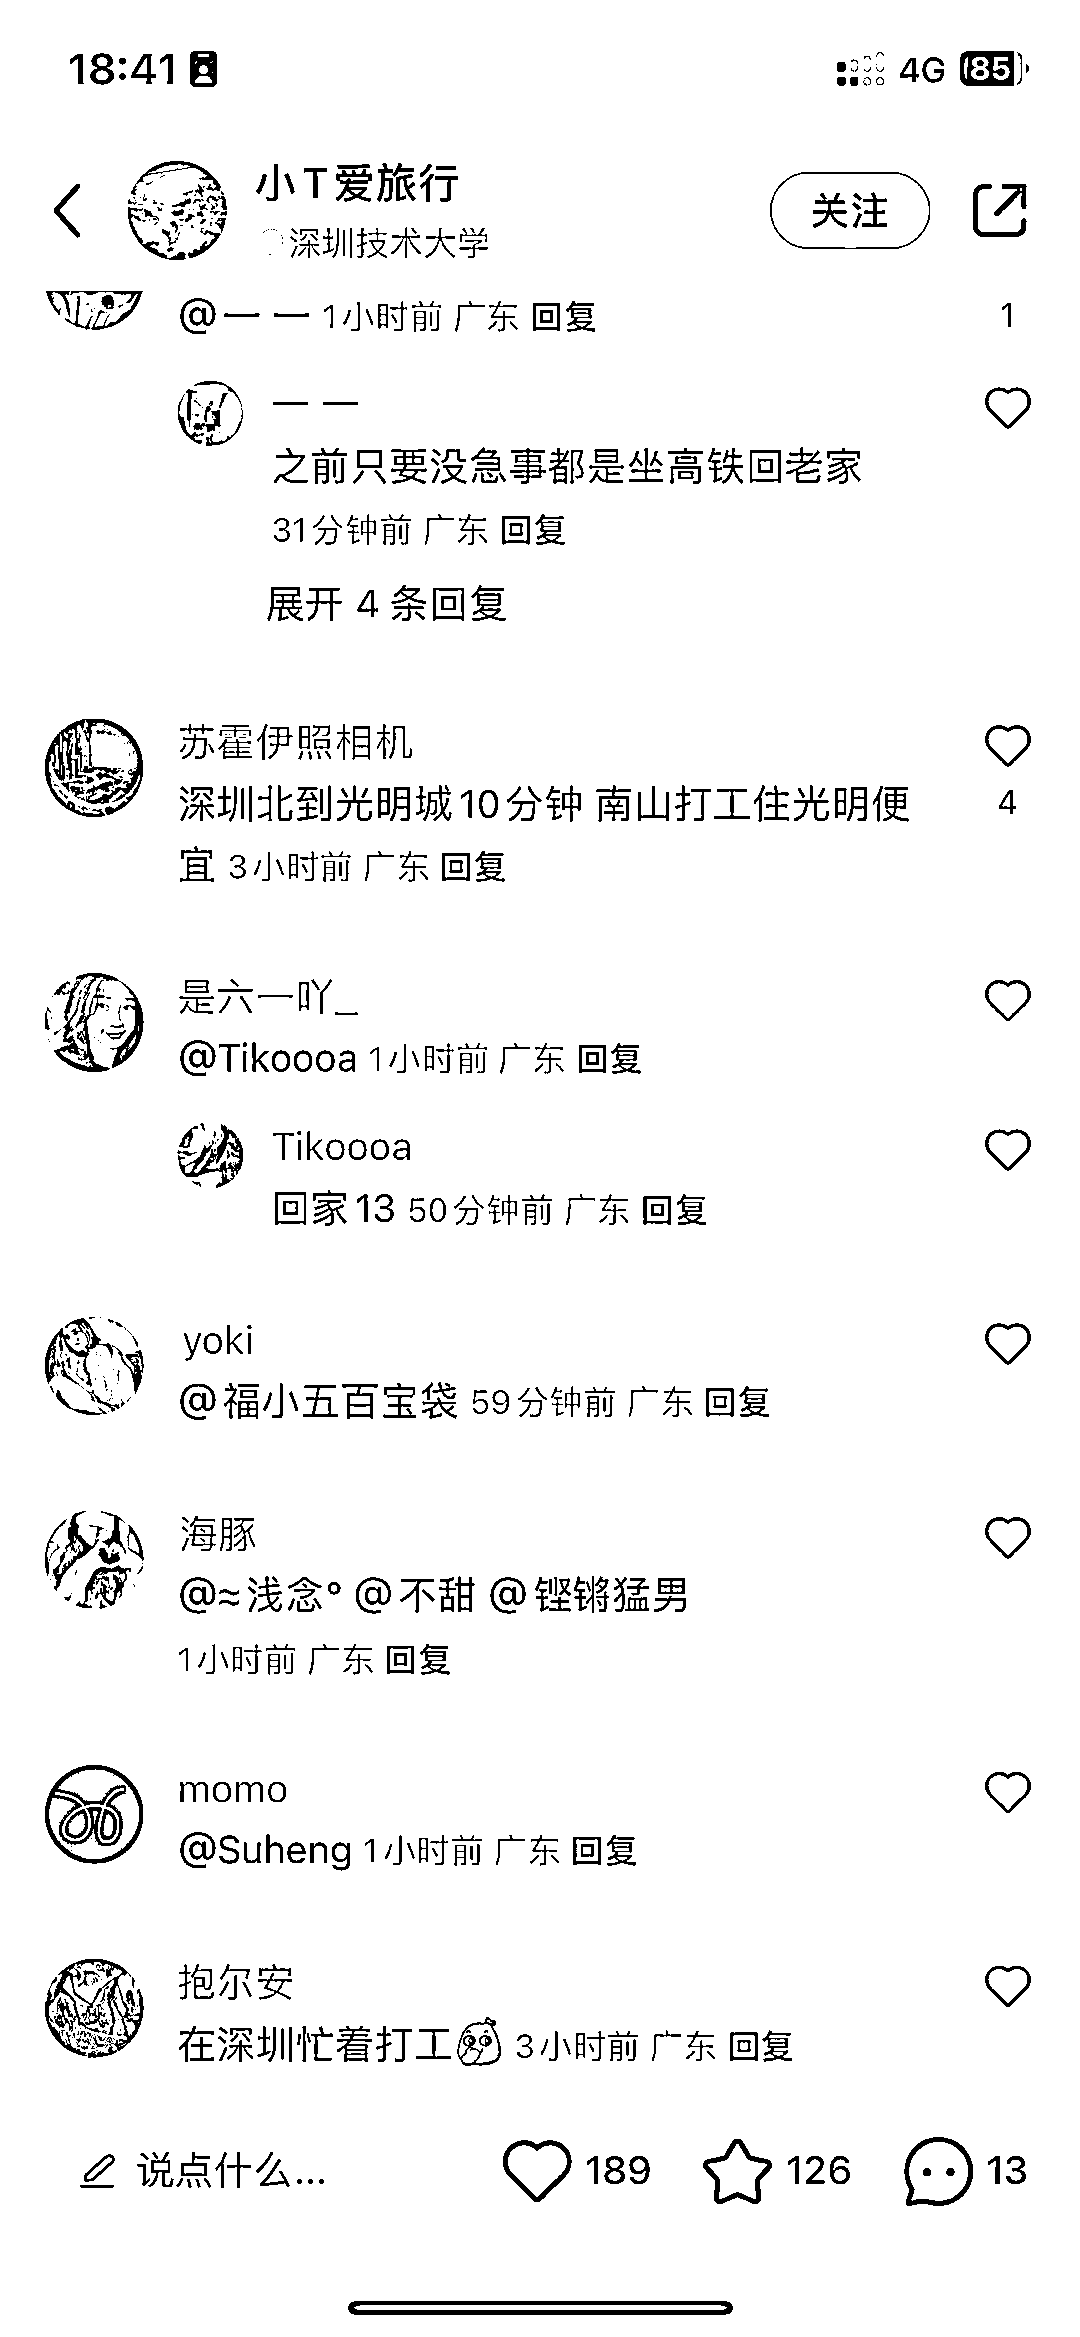 18:41
4G 85
小T爱旅行
深圳技术大学
关注
@一 一 1小时前 广东 回复
1
一 一
之前只要没急事都是坐高铁回老家
31分钟前 广东 回复
展开 4 条回复
苏霍伊照相机
深圳北到光明城10分钟 南山打工住光明便
4
宜 3小时前 广东 回复
是六一吖_
@Tikoooa 1小时前 广东 回复
Tikoooa
回家13 50分钟前 广东 回复
yoki
@福小五百宝袋 59分钟前 广东 回复
海豚
@≈浅念° @不甜 @铿锵猛男
1小时前 广东 回复
momo
@Suheng 1小时前 广东 回复
抱尔安
在深圳忙着打工 3小时前 广东 回复
说点什么...
189
126
13